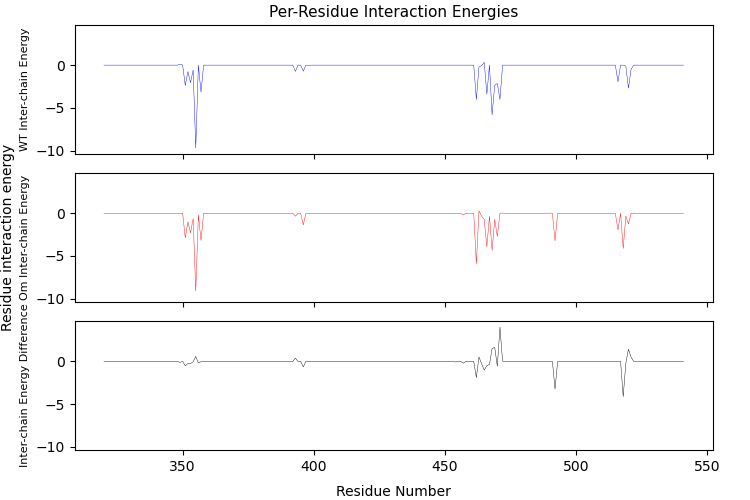 Per-Residue Interaction Energies
WT Inter-chain Energy
0
−5
−10
Residue interaction energy
Om Inter-chain Energy
0
−5
−10
Inter-chain Energy Difference
0
−5
−10
350
400
450
500
550
Residue Number